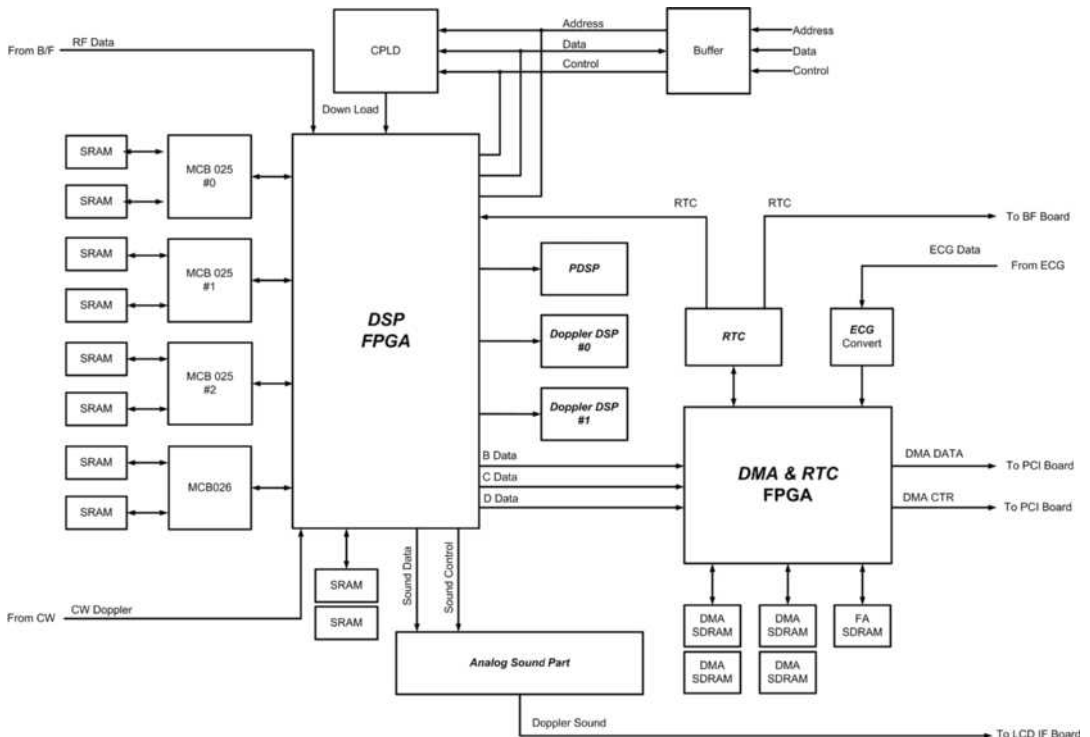 Address
From B/F
RF Data
CPLD
Data
Buffer
Address
Data
Control
Control
Down Load
SRAM
MCB 025
#0
SRAM
RTC
RTC
To BF Board
SRAM
MCB 025
#1
SRAM
PDSP
ECG Data
From ECG
DSP
FPGA
Doppler DSP
#0
RTC
ECG
Convert
SRAM
MCB 025
#2
SRAM
Doppler DSP
#1
SRAM
MCB026
SRAM
B Data
C Data
D Data
DMA & RTC
FPGA
DMA DATA
To PCI Board
DMA CTR
To PCI Board
Sound Data
Sound Control
SRAM
SRAM
From CW
CW Doppler
DMA
SDRAM
DMA
SDRAM
FA
SDRAM
DMA
SDRAM
DMA
SDRAM
Analog Sound Part
Doppler Sound
To LCD IF Board